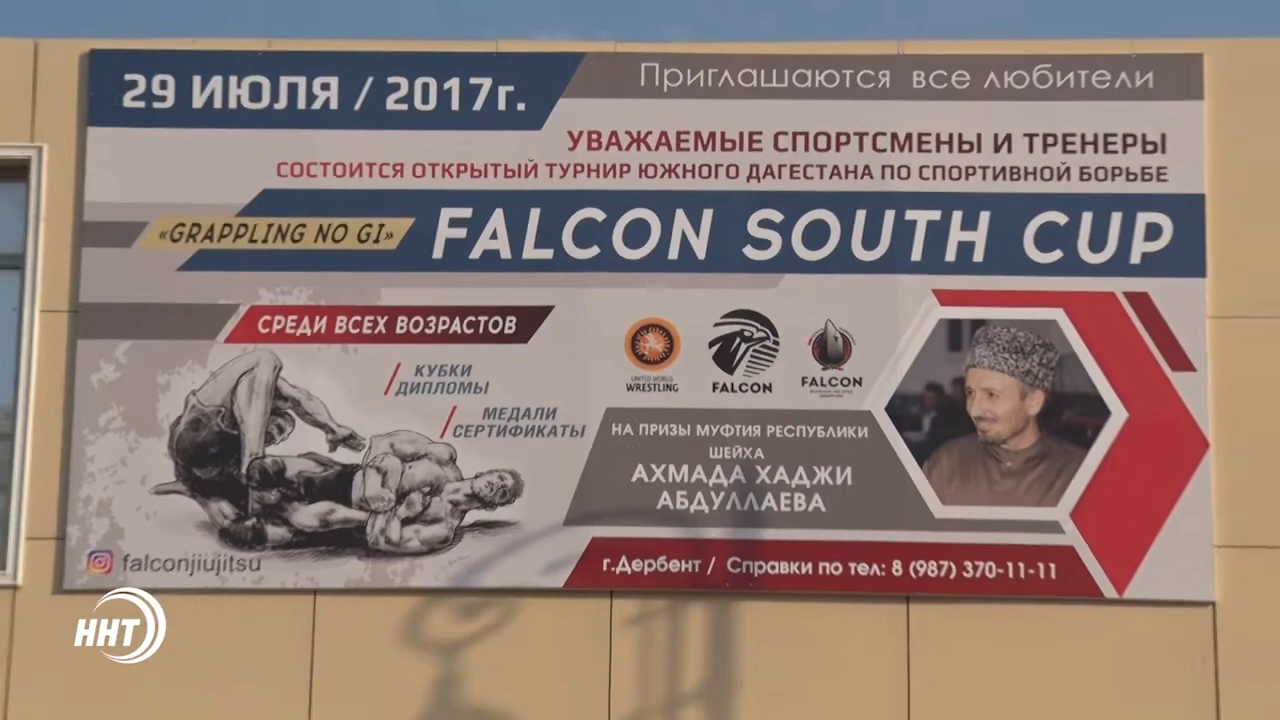 29 ИЮЛЯ / 2017г.
Приглашаются все любители
УВАЖАЕМЫЕ СПОРТСМЕНЫ И ТРЕНЕРЫ
СОСТОИТСЯ ОТКРЫТЫЙ ТУРНИР ЮЖНОГО ДАГЕСТАНА ПО СПОРТИВНОЙ БОРЬБЕ
«GRAPPLING NO GI»
FALCON SOUTH CUP
СРЕДИ ВСЕХ ВОЗРАСТОВ
/ КУБКИ
ДИПЛОМЫ
/ МЕДАЛИ
СЕРТИФИКАТЫ
UNITED WORLD
WRESTLING
FALCON
FALCON
НА ПРИЗЫ МУФТИЯ РЕСПУБЛИКИ
ШЕЙХА
АХМАДА ХАДЖИ
АБДУЛЛАЕВА
falconjiujitsu
г.Дербент / Справки по тел: 8 (987) 370-11-11
ННТ